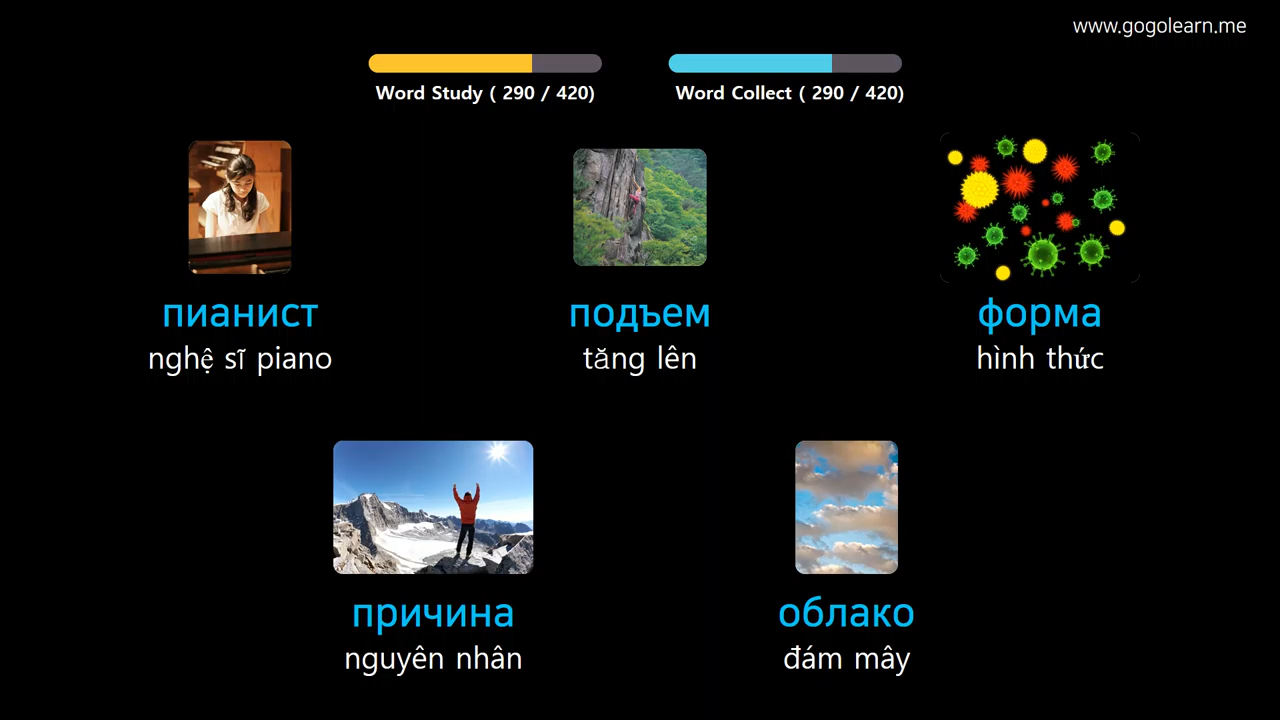 www.gogolearn.me
Word Study ( 290 / 420)
Word Collect ( 290 / 420)
пианист
nghệ sĩ piano
подъем
tăng lên
форма
hình thức
причина
nguyên nhân
облако
đám mây